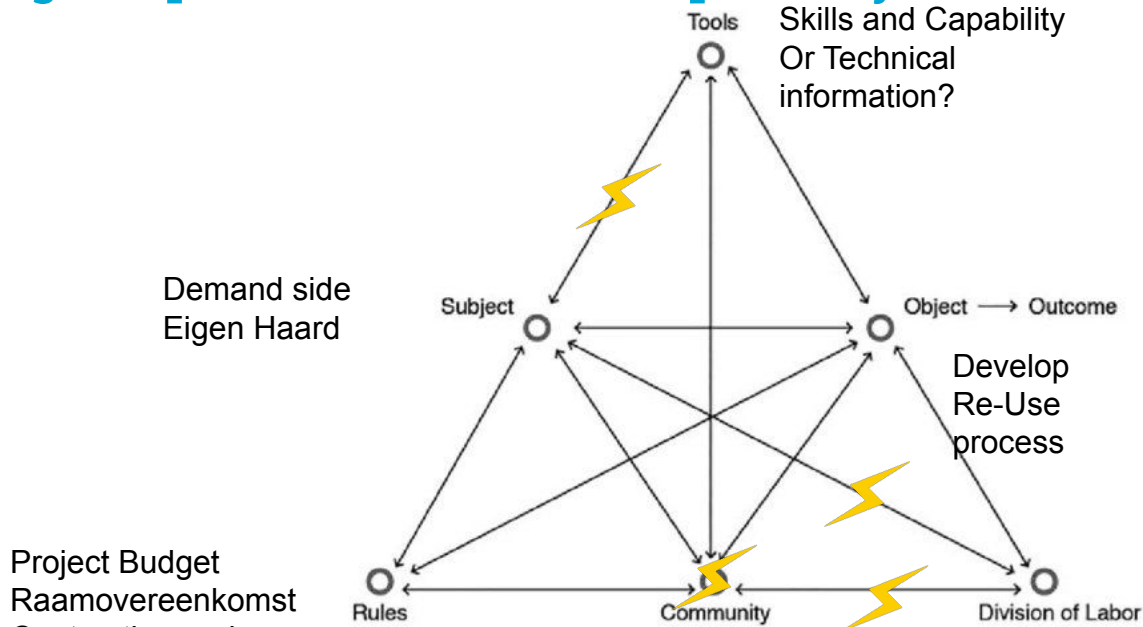 Tools
Skills and Capability
Or Technical
information?
Demand side
Eigen Haard
Subject
Object → Outcome
Develop
Re-Use
process
Project Budget
Raamovereenkomst
Rules
Community
Division of Labor